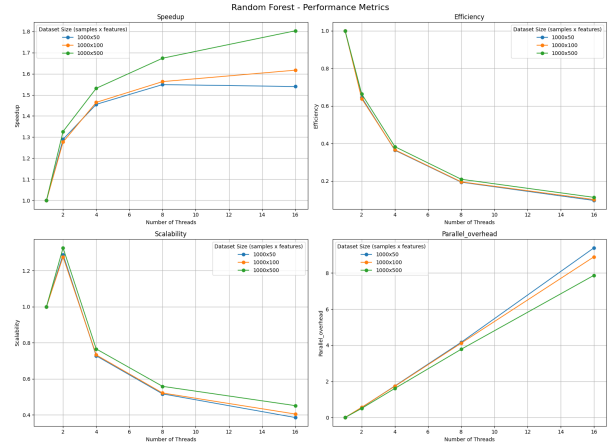 Random Forest - Performance Metrics
Speedup
Dataset Size (samples x features)
1000x50
1000x100
1000x500
1.8
1.7
1.6
1.5
1.4
1.3
1.2
1.1
1.0
Speedup
2
4
6
8
10
12
14
16
Number of Threads
Efficiency
Dataset Size (samples x features)
1000x50
1000x100
1000x500
1.0
0.8
0.6
0.4
0.2
Efficiency
2
4
6
8
10
12
14
16
Number of Threads
Scalability
Dataset Size (samples x features)
1000x50
1000x100
1000x500
1.2
1.0
0.8
0.6
0.4
Scalability
2
4
6
8
10
12
14
16
Number of Threads
Parallel_overhead
Dataset Size (samples x features)
1000x50
1000x100
1000x500
8
6
4
2
0
Parallel_overhead
2
4
6
8
10
12
14
16
Number of Threads